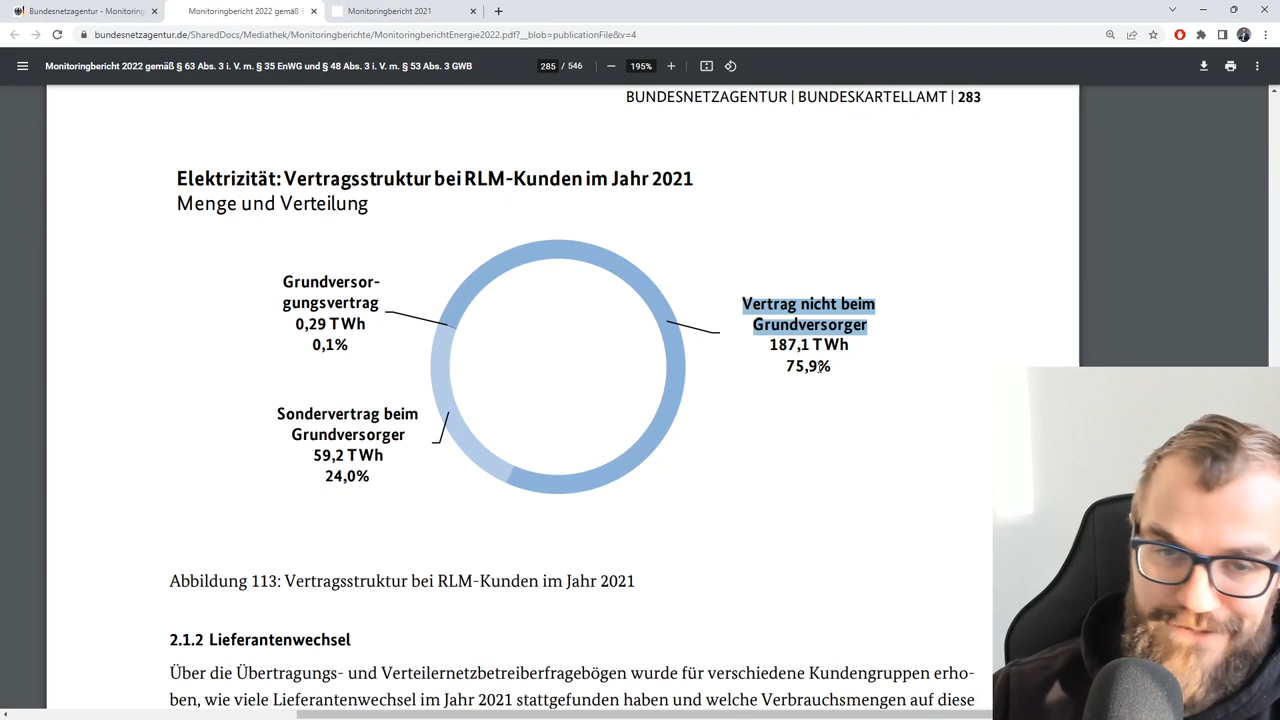 Bundesnetzagentur - Monitoring
Monitoringbericht 2022 gemäß §
Monitoringbericht 2021
bundesnetzagentur.de/SharedDocs/Mediathek/Monitoringberichte/MonitoringberichtEnergie2022.pdf?__blob=publicationFile&v=4
Monitoringbericht 2022 gemäß § 63 Abs. 3 i. V. m. § 35 EnWG und § 48 Abs. 3 i. V. m. § 53 Abs. 3 GWB
285 / 546
195%
BUNDESNETZAGENTUR | BUNDESKARTELLAMT | 283
Elektrizität: Vertragsstruktur bei RLM-Kunden im Jahr 2021
Menge und Verteilung
Grundversor-
gungsvertrag
0,29 TWh
0,1%
Vertrag nicht beim
Grundversorger
187,1 TWh
75,9%
Sondervertrag beim
Grundversorger
59,2 TWh
24,0%
Abbildung 113: Vertragsstruktur bei RLM-Kunden im Jahr 2021
2.1.2 Lieferantenwechsel
Über die Übertragungs- und Verteilernetzbetreiberfragebögen wurde für verschiedene Kundengruppen erho-
ben, wie viele Lieferantenwechsel im Jahr 2021 stattgefunden haben und welche Verbrauchsmengen auf diese